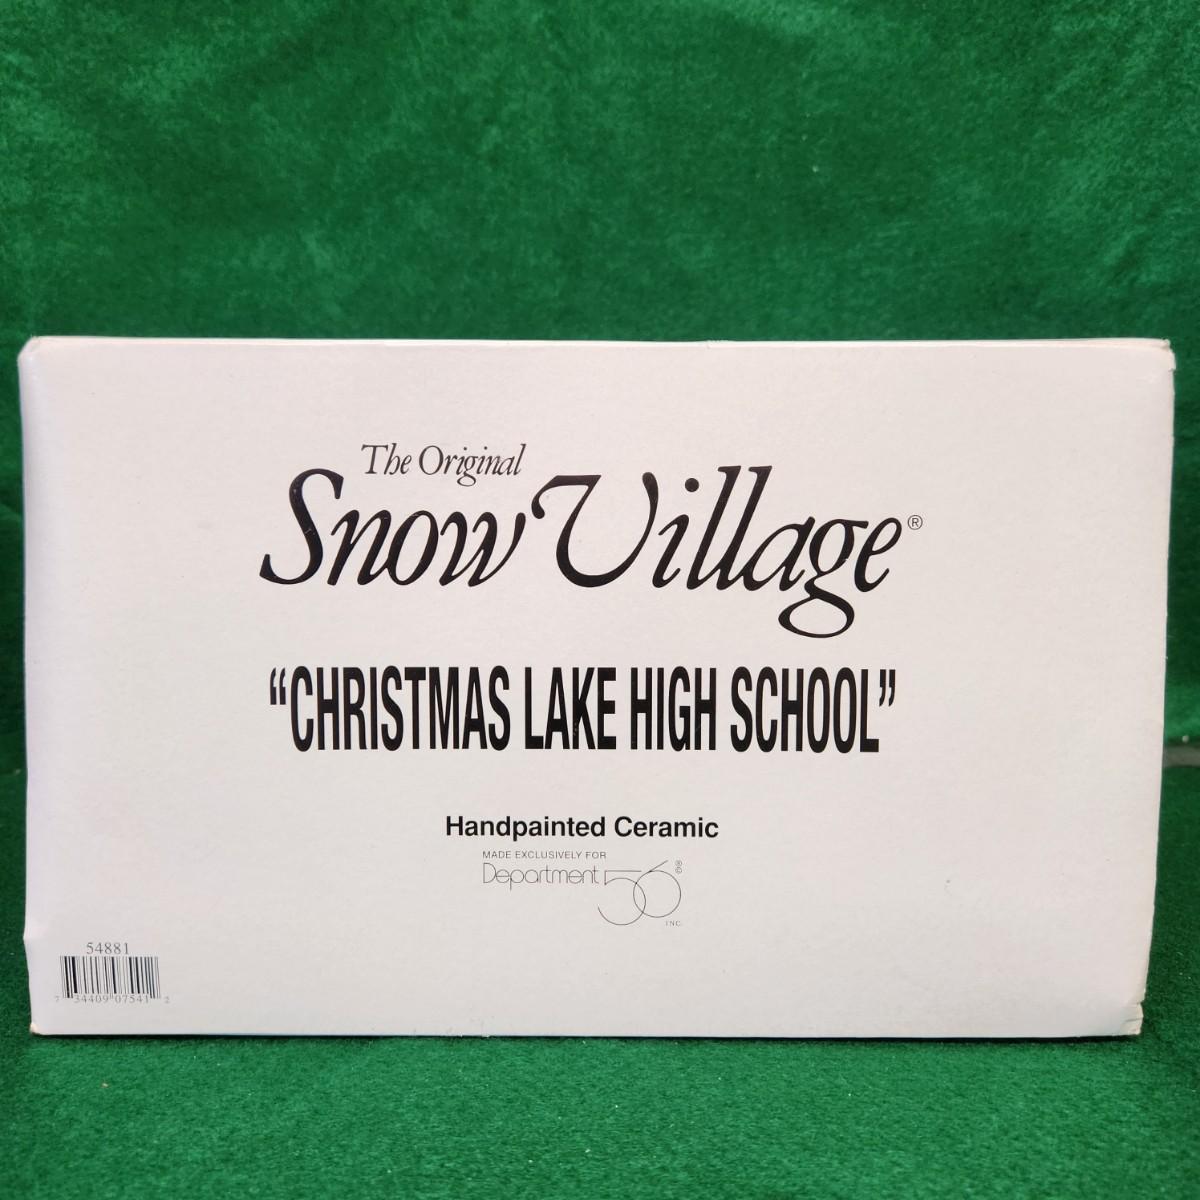 The Original
Snow Village®
“CHRISTMAS LAKE HIGH SCHOOL”
Handpainted Ceramic
MADE EXCLUSIVELY FOR
Department 56 ®©
INC.
54881
7 34409 07541 2